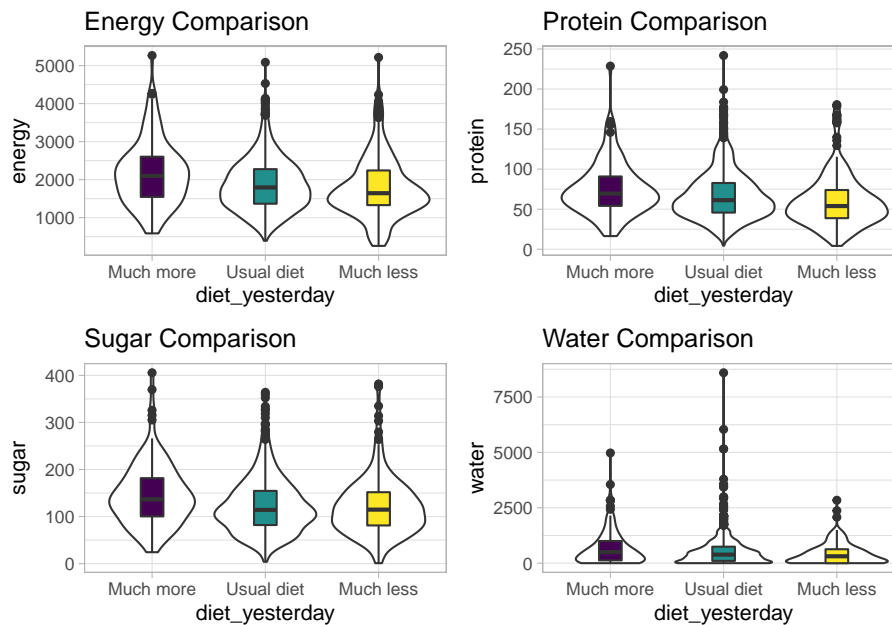 Energy Comparison
energy
5000
4000
3000
2000
1000
Much more Usual diet Much less
diet_yesterday
Protein Comparison
protein
250
200
150
100
50
0
Much more Usual diet Much less
diet_yesterday
Sugar Comparison
sugar
400
300
200
100
0
Much more Usual diet Much less
diet_yesterday
Water Comparison
water
7500
5000
2500
0
Much more Usual diet Much less
diet_yesterday